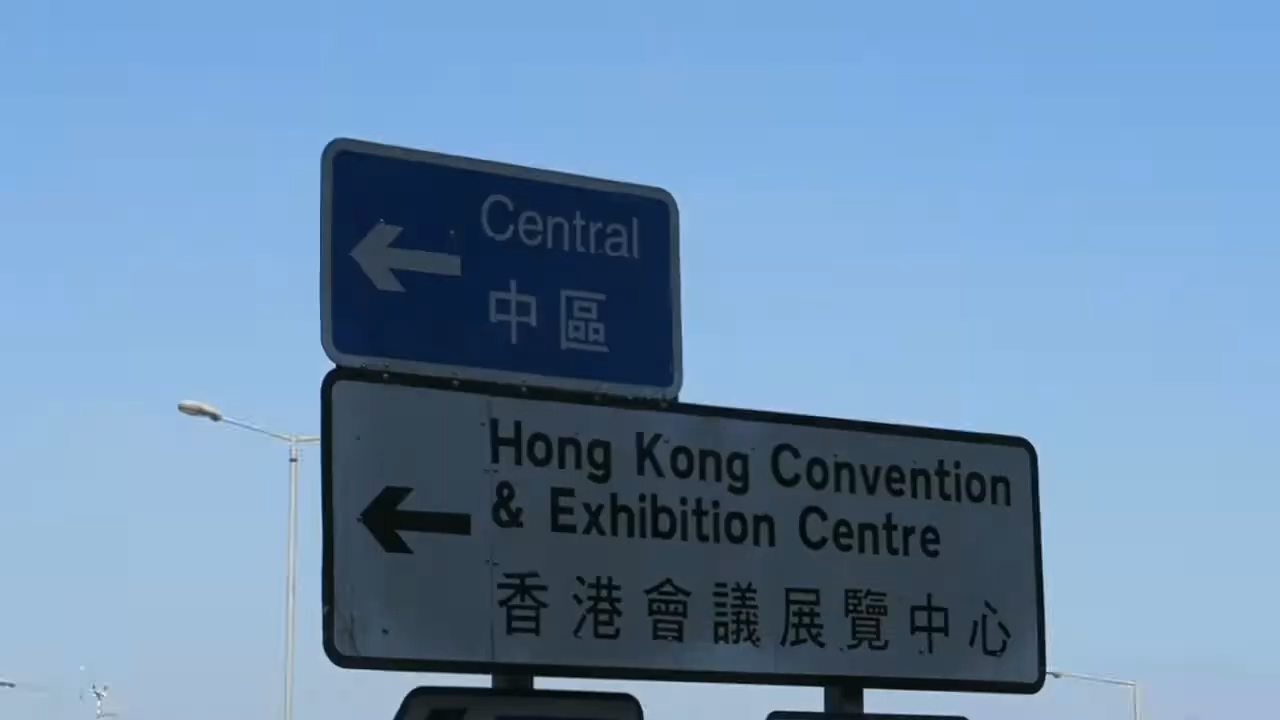 Central
中區
Hong Kong Convention
& Exhibition Centre
香港會議展覽中心